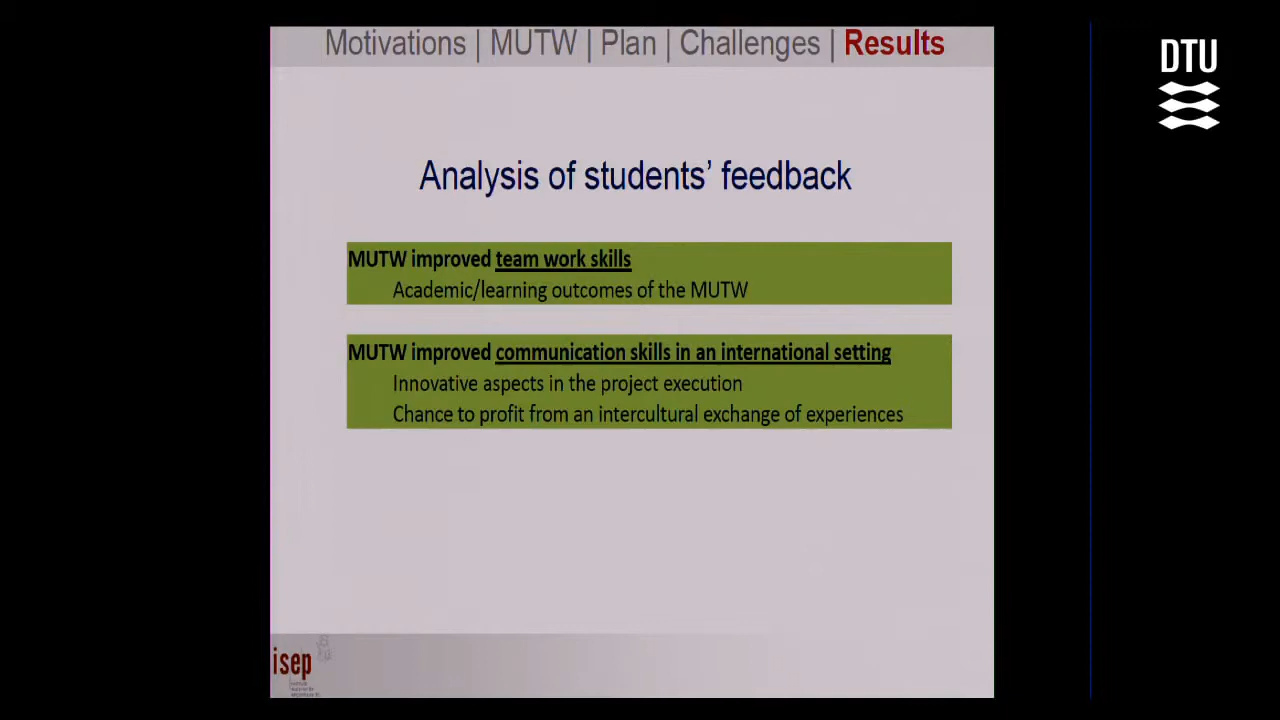 Motivations | MUTW | Plan | Challenges | Results
DTU
Analysis of students’ feedback
MUTW improved team work skills
Academic/learning outcomes of the MUTW
MUTW improved communication skills in an international setting
Innovative aspects in the project execution
Chance to profit from an intercultural exchange of experiences
isep